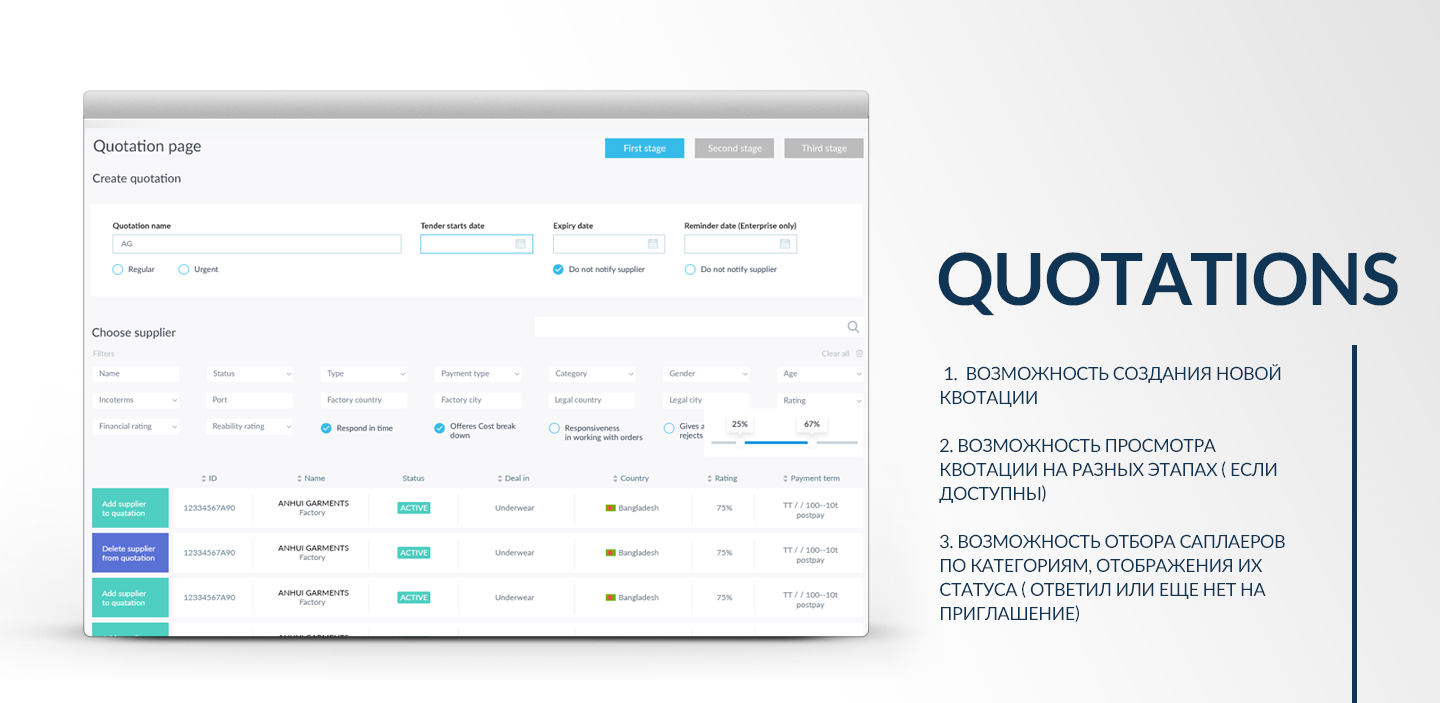 Quotation page
First stage
Second stage
Third stage
Create quotation
Quotation name
Tender starts date
Expiry date
Reminder date (Enterprise only)
AG
Regular
Urgent
Do not notify supplier
Do not notify supplier
Choose supplier
Filters
Clear all
Name
Status
Type
Payment type
Category
Gender
Age
Incoterms
Port
Factory country
Factory city
Legal country
Legal city
Rating
Financial rating
Reability rating
Respond in time
Offeres Cost break
down
Responsiveness
in working with orders
Gives a
rejects
25%
67%
ID
Name
Status
Deal in
Country
Rating
Payment term
Add supplier
to quotation
12334567A90
ANHUI GARMENTS
Factory
ACTIVE
Underwear
Bangladesh
75%
TT / / 100--10t
postpay
Delete supplier
from quotation
12334567A90
ANHUI GARMENTS
Factory
ACTIVE
Underwear
Bangladesh
75%
TT / / 100--10t
postpay
Add supplier
to quotation
12334567A90
ANHUI GARMENTS
Factory
ACTIVE
Underwear
Bangladesh
75%
TT / / 100--10t
postpay
QUOTATIONS
1. ВОЗМОЖНОСТЬ СОЗДАНИЯ НОВОЙ
КВОТАЦИИ
2. ВОЗМОЖНОСТЬ ПРОСМОТРА
КВОТАЦИИ НА РАЗНЫХ ЭТАПАХ ( ЕСЛИ
ДОСТУПНЫ)
3. ВОЗМОЖНОСТЬ ОТБОРА САПЛАЕРОВ
ПО КАТЕГОРИЯМ, ОТОБРАЖЕНИЯ ИХ
СТАТУСА ( ОТВЕТИЛ ИЛИ ЕЩЕ НЕТ НА
ПРИГЛАШЕНИЕ)